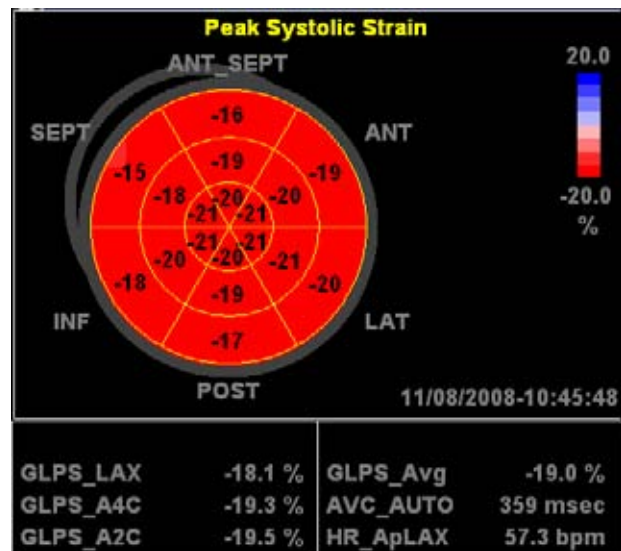 Peak Systolic Strain
ANT_SEPT 20.0
-16
SEPT ANT
-19
-15 -19
-18 -20 -20 -20.0
-21 -21 %
-21 -21
-20 -20 -21
-18 -20
-19
INF LAT
-17
POST 11/08/2008-10:45:48
GLPS_LAX -18.1 % GLPS_Avg -19.0 %
GLPS_A4C -19.3 % AVC_AUTO 359 msec
GLPS_A2C -19.5 % HR_ApLAX 57.3 bpm